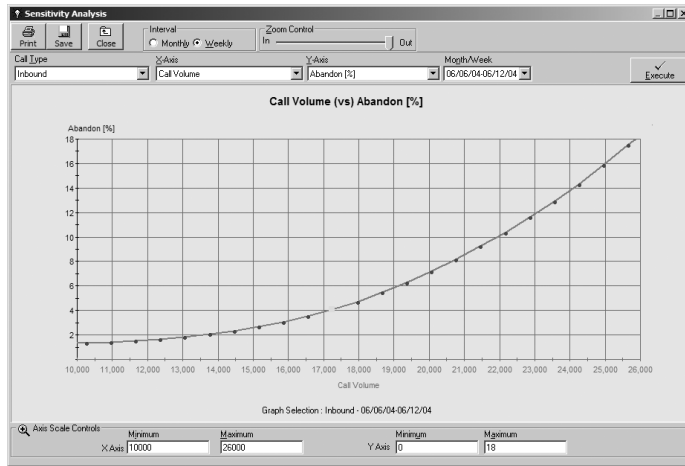 Sensitivity Analysis
Print Save Close
Interval
Monthly Weekly
Zoom Control
In Out
Call Type X-Axis Y-Axis Month/Week
Inbound Call Volume Abandon [%] 06/06/04-06/12/04 Execute
Call Volume (vs) Abandon [%]
Abandon [%]
18
16
14
12
10
8
6
4
2
10,000 11,000 12,000 13,000 14,000 15,000 16,000 17,000 18,000 19,000 20,000 21,000 22,000 23,000 24,000 25,000 26,000
Call Volume
Graph Selection : Inbound - 06/06/04-06/12/04
Axis Scale Controls
Minimum Maximum Minimum Maximum
X Axis 10000 26000 Y Axis 0 18